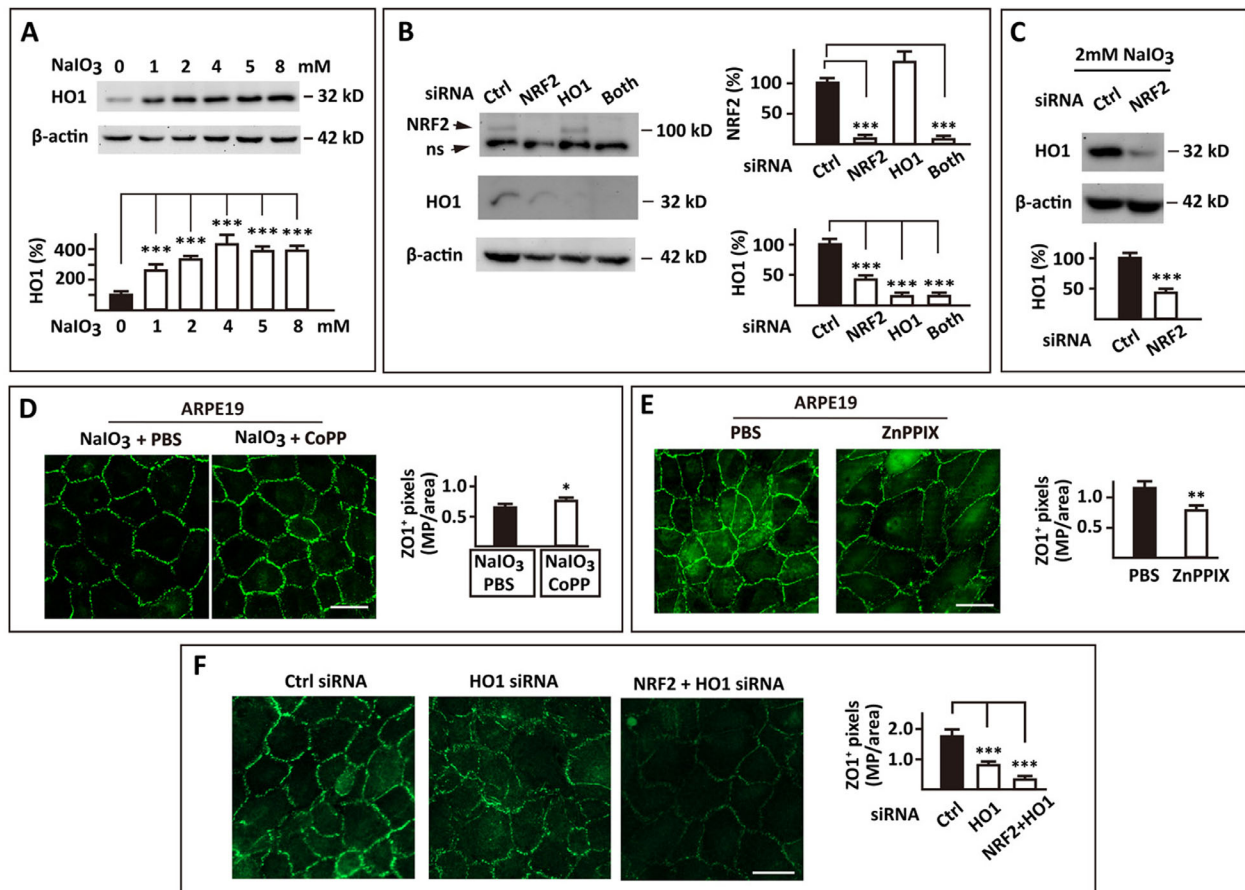 A
NaIO3 0 1 2 4 5 8 mM
HO1 – 32 kD
β-actin – 42 kD
*** *** *** *** ***
HO1 (%)
400
200
NaIO3 0 1 2 4 5 8 mM
B
siRNA Ctrl NRF2 HO1 Both
NRF2 – 100 kD
ns
HO1 – 32 kD
β-actin – 42 kD
NRF2 (%)
100
50
*** ***
siRNA Ctrl NRF2 HO1 Both
HO1 (%)
100
50
*** *** ***
siRNA Ctrl NRF2 HO1 Both
C
2mM NaIO3
siRNA Ctrl NRF2
HO1 – 32 kD
β-actin – 42 kD
HO1 (%)
100
50
***
siRNA Ctrl NRF2
D
ARPE19
NaIO3 + PBS NaIO3 + CoPP
ZO1+ pixels
(MP/area)
1.0
0.5
*
NaIO3 NaIO3
PBS CoPP
E
ARPE19
PBS ZnPPIX
ZO1+ pixels
(MP/area)
1.0
0.5
**
PBS ZnPPIX
F
Ctrl siRNA HO1 siRNA NRF2 + HO1 siRNA
ZO1+ pixels
(MP/area)
2.0
1.0
*** ***
siRNA Ctrl HO1 NRF2+HO1